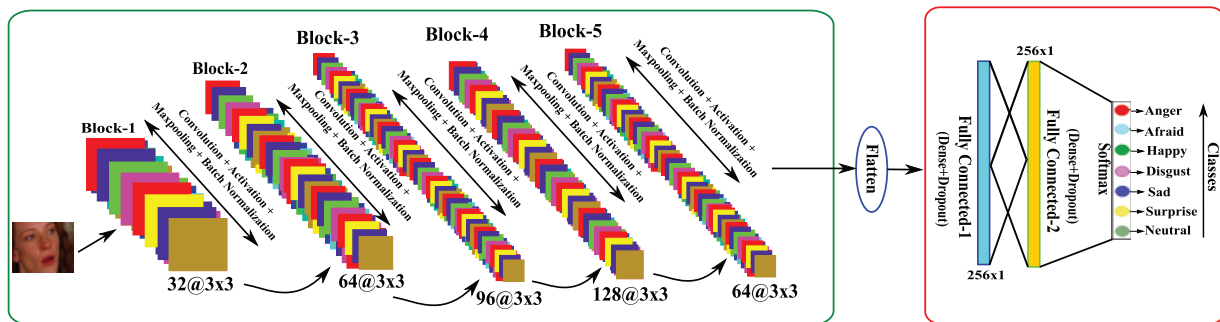 Block-1
Convolution + Activation +
Maxpooling + Batch Normalization
32@3x3
Block-2
Convolution + Activation +
Maxpooling + Batch Normalization
64@3x3
Block-3
Convolution + Activation +
Maxpooling + Batch Normalization
96@3x3
Block-4
Convolution + Activation +
Maxpooling + Batch Normalization
128@3x3
Block-5
Convolution + Activation +
Maxpooling + Batch Normalization
64@3x3
Flatten
Fully Connected-1
(Dense+Dropout)
256x1
256x1
Fully Connected-2
(Dense+Dropout)
Softmax
Anger
Afraid
Happy
Disgust
Sad
Surprise
Neutral
Classes